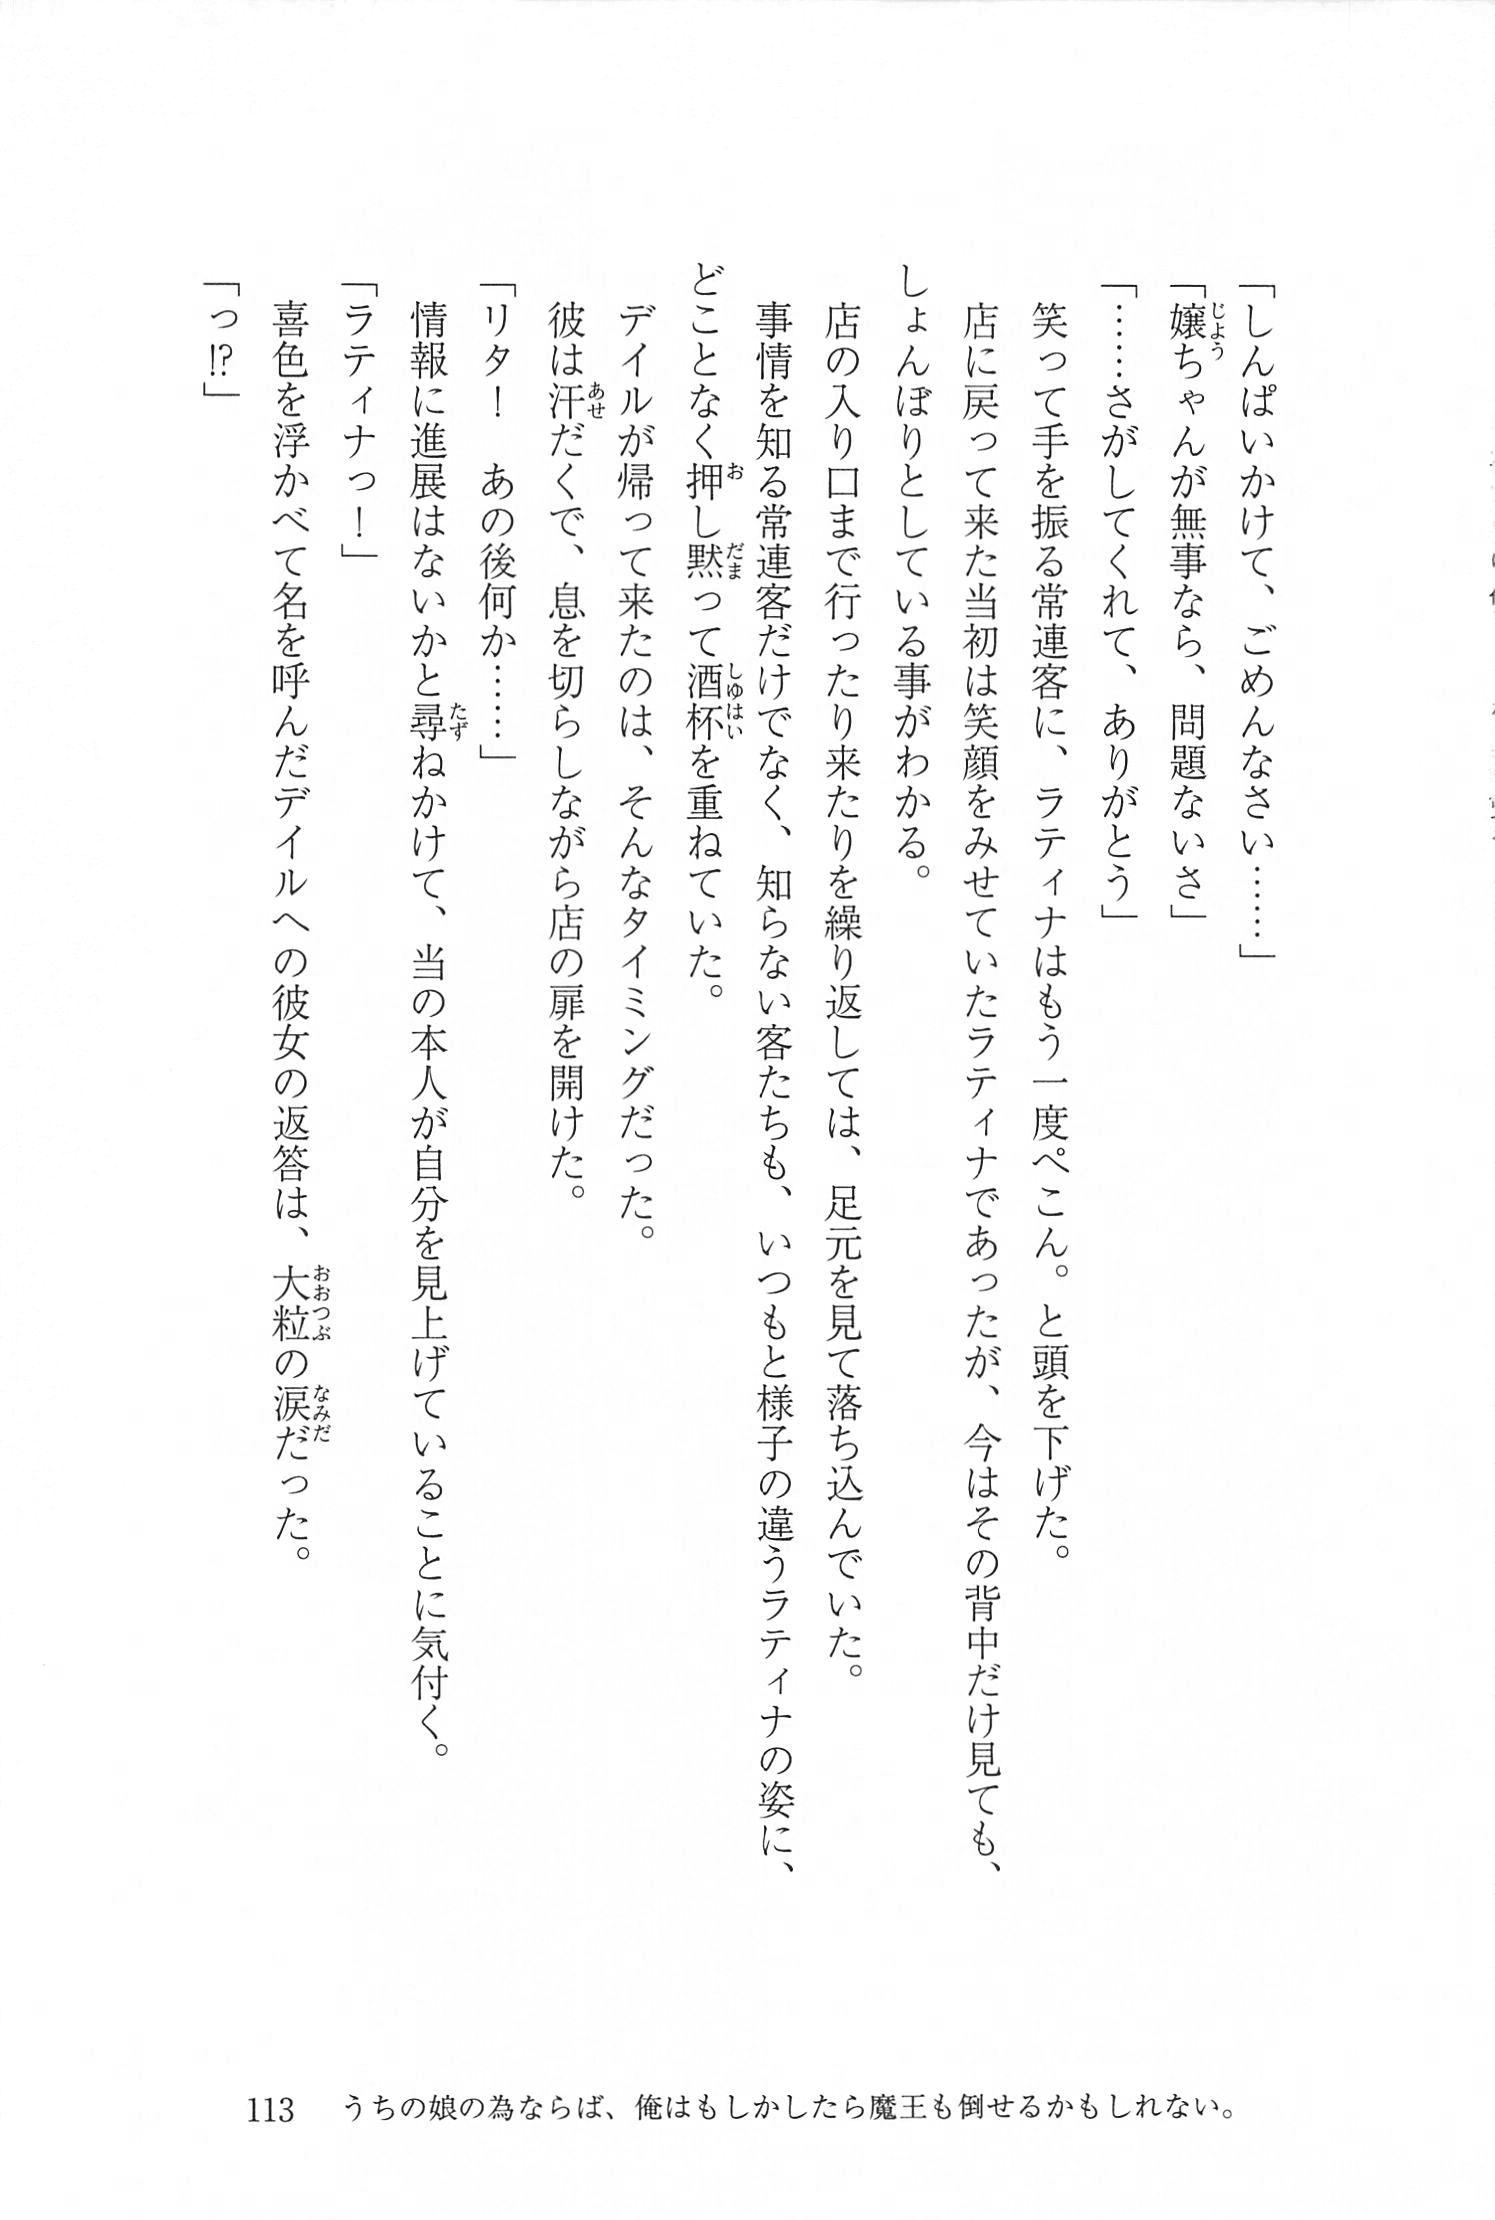 「しんぱいかけて、ごめんなさい……」
「嬢ちゃんが無事なら、問題ないさ」
「……さがしてくれて、ありがとう」
笑って手を振る常連客に、ラティナはもう一度ぺこん。と頭を下げた。
店に戻って来た当初は笑顔をみせていたラティナであったが、今はその背中だけ見ても、
しょんぼりとしている事がわかる。
店の入り口まで行ったり来たりを繰り返しては、足元を見て落ち込んでいた。
事情を知る常連客だけでなく、知らない客たちも、いつもと様子の違うラティナの姿に、
どことなく押し黙って酒杯を重ねていた。
デイルが帰って来たのは、そんなタイミングだった。
彼は汗だくで、息を切らしながら店の扉を開けた。
「リタ！　あの後何か……」
情報に進展はないかと尋ねかけて、当の本人が自分を見上げていることに気付く。
「ラティナっ！」
喜色を浮かべて名を呼んだデイルへの彼女の返答は、大粒の涙だった。
「っ!?」
113　うちの娘の為ならば、俺はもしかしたら魔王も倒せるかもしれない。